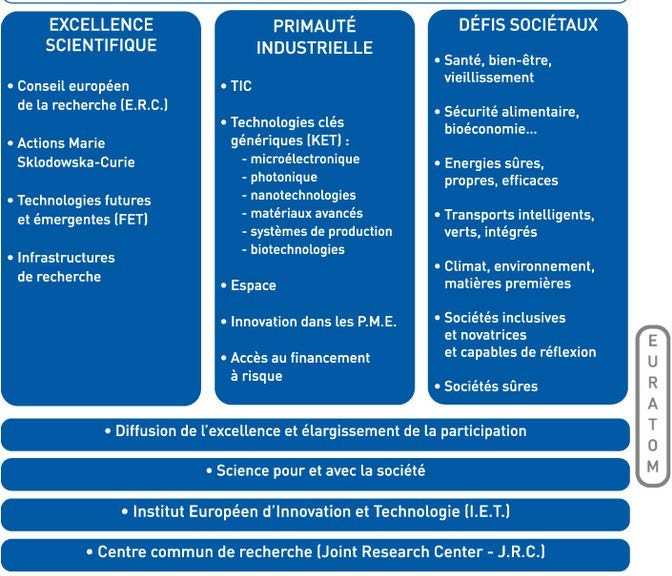 EXCELLENCE
SCIENTIFIQUE
• Conseil européen
de la recherche (E.R.C.)
• Actions Marie
Sklodowska-Curie
• Technologies futures
et émergentes (FET)
• Infrastructures
de recherche
PRIMAUTÉ
INDUSTRIELLE
• TIC
• Technologies clés
génériques (KET) :
- microélectronique
- photonique
- nanotechnologies
- matériaux avancés
- systèmes de production
- biotechnologies
• Espace
• Innovation dans les P.M.E.
• Accès au financement
à risque
DÉFIS SOCIÉTAUX
• Santé, bien-être,
vieillissement
• Sécurité alimentaire,
bioéconomie...
• Energies sûres,
propres, efficaces
• Transports intelligents,
verts, intégrés
• Climat, environnement,
matières premières
• Sociétés inclusives
et novatrices
et capables de réflexion
• Sociétés sûres
EURATOM
• Diffusion de l'excellence et élargissement de la participation
• Science pour et avec la société
• Institut Européen d'Innovation et Technologie (I.E.T.)
• Centre commun de recherche (Joint Research Center - J.R.C.)